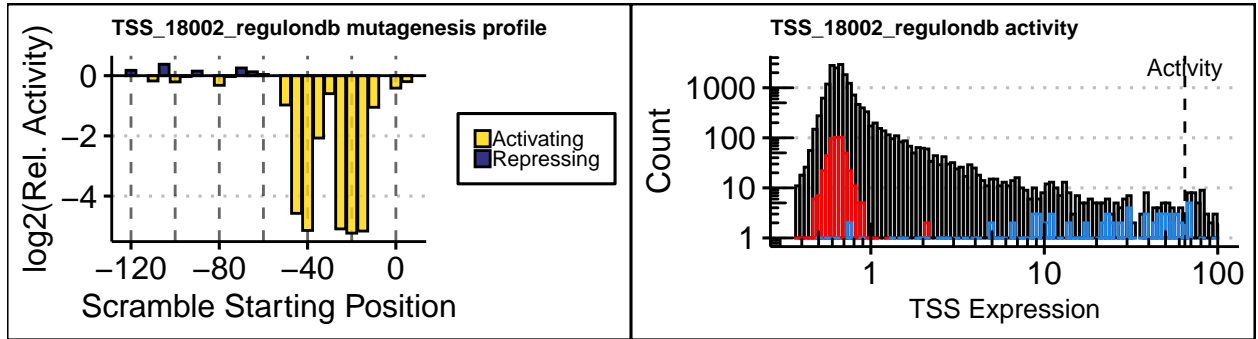 TSS_18002_regulondb mutagenesis profile
log2(Rel. Activity)
0
−2
−4
−120
−80
−40
0
Scramble Starting Position
Activating
Repressing
TSS_18002_regulondb activity
Activity
Count
1000
100
10
1
1
10
100
TSS Expression